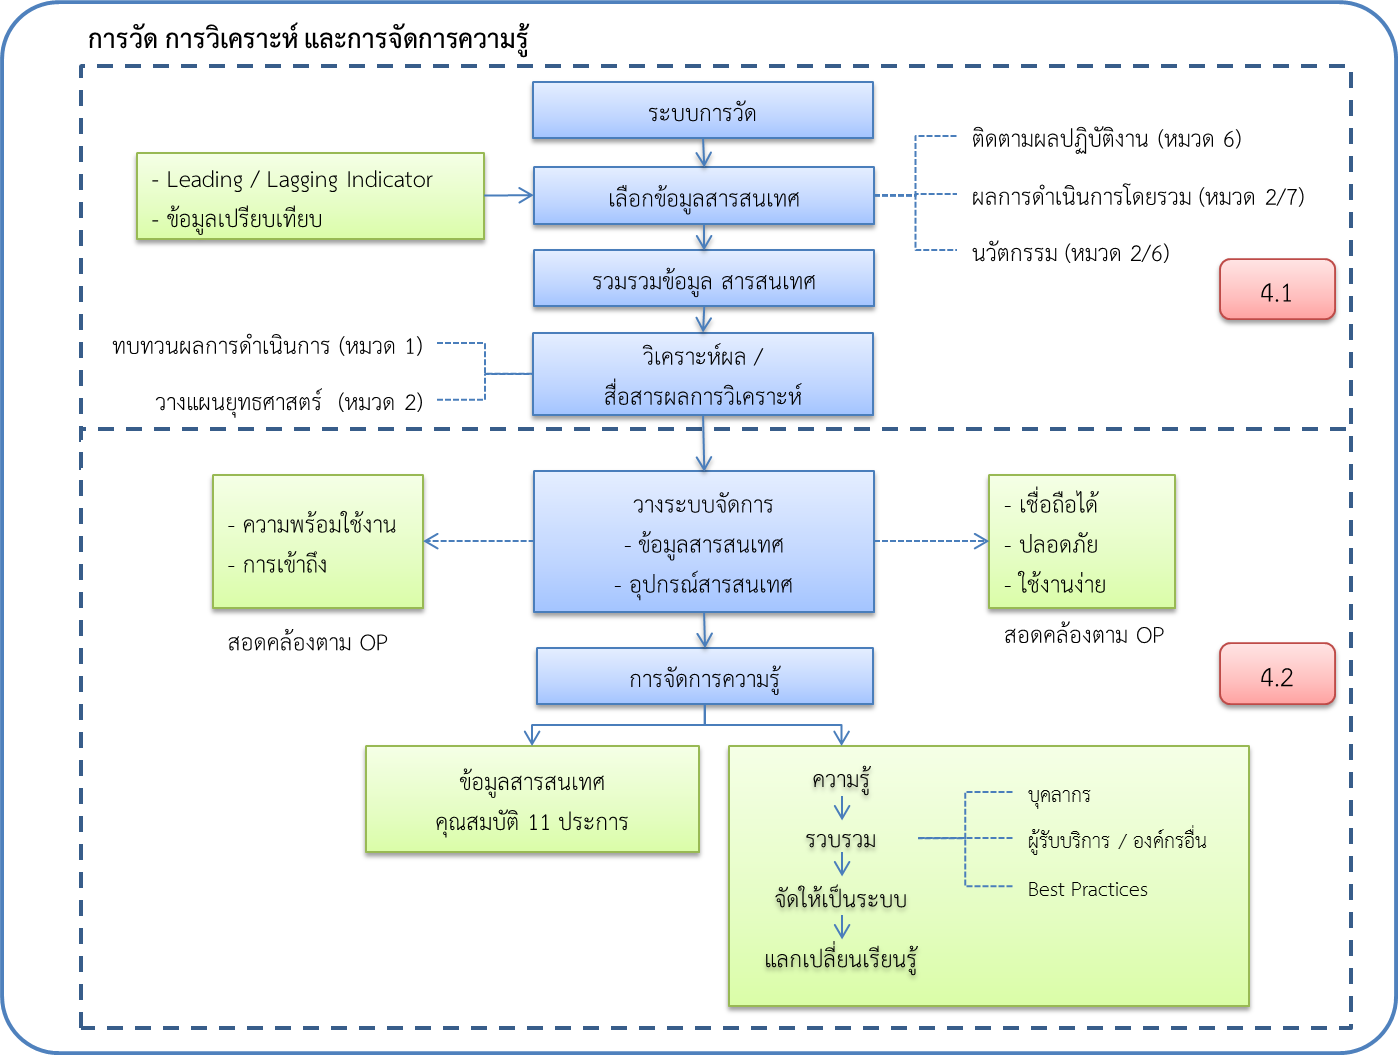 การวัด การวิเคราะห์ และการจัดการความรู้
ระบบการวัด
- Leading / Lagging Indicator
- ข้อมูลเปรียบเทียบ
เลือกข้อมูลสารสนเทศ
ติดตามผลปฏิบัติงาน (หมวด 6)
ผลการดำเนินการโดยรวม (หมวด 2/7)
นวัตกรรม (หมวด 2/6)
รวมรวมข้อมูล สารสนเทศ
4.1
ทบทวนผลการดำเนินการ (หมวด 1)
วางแผนยุทธศาสตร์ (หมวด 2)
วิเคราะห์ผล /
สื่อสารผลการวิเคราะห์
- ความพร้อมใช้งาน
- การเข้าถึง
สอดคล้องตาม OP
วางระบบจัดการ
- ข้อมูลสารสนเทศ
- อุปกรณ์สารสนเทศ
- เชื่อถือได้
- ปลอดภัย
- ใช้งานง่าย
สอดคล้องตาม OP
การจัดการความรู้
4.2
ข้อมูลสารสนเทศ
คุณสมบัติ 11 ประการ
ความรู้
รวบรวม
จัดให้เป็นระบบ
แลกเปลี่ยนเรียนรู้
บุคลากร
ผู้รับบริการ / องค์กรอื่น
Best Practices